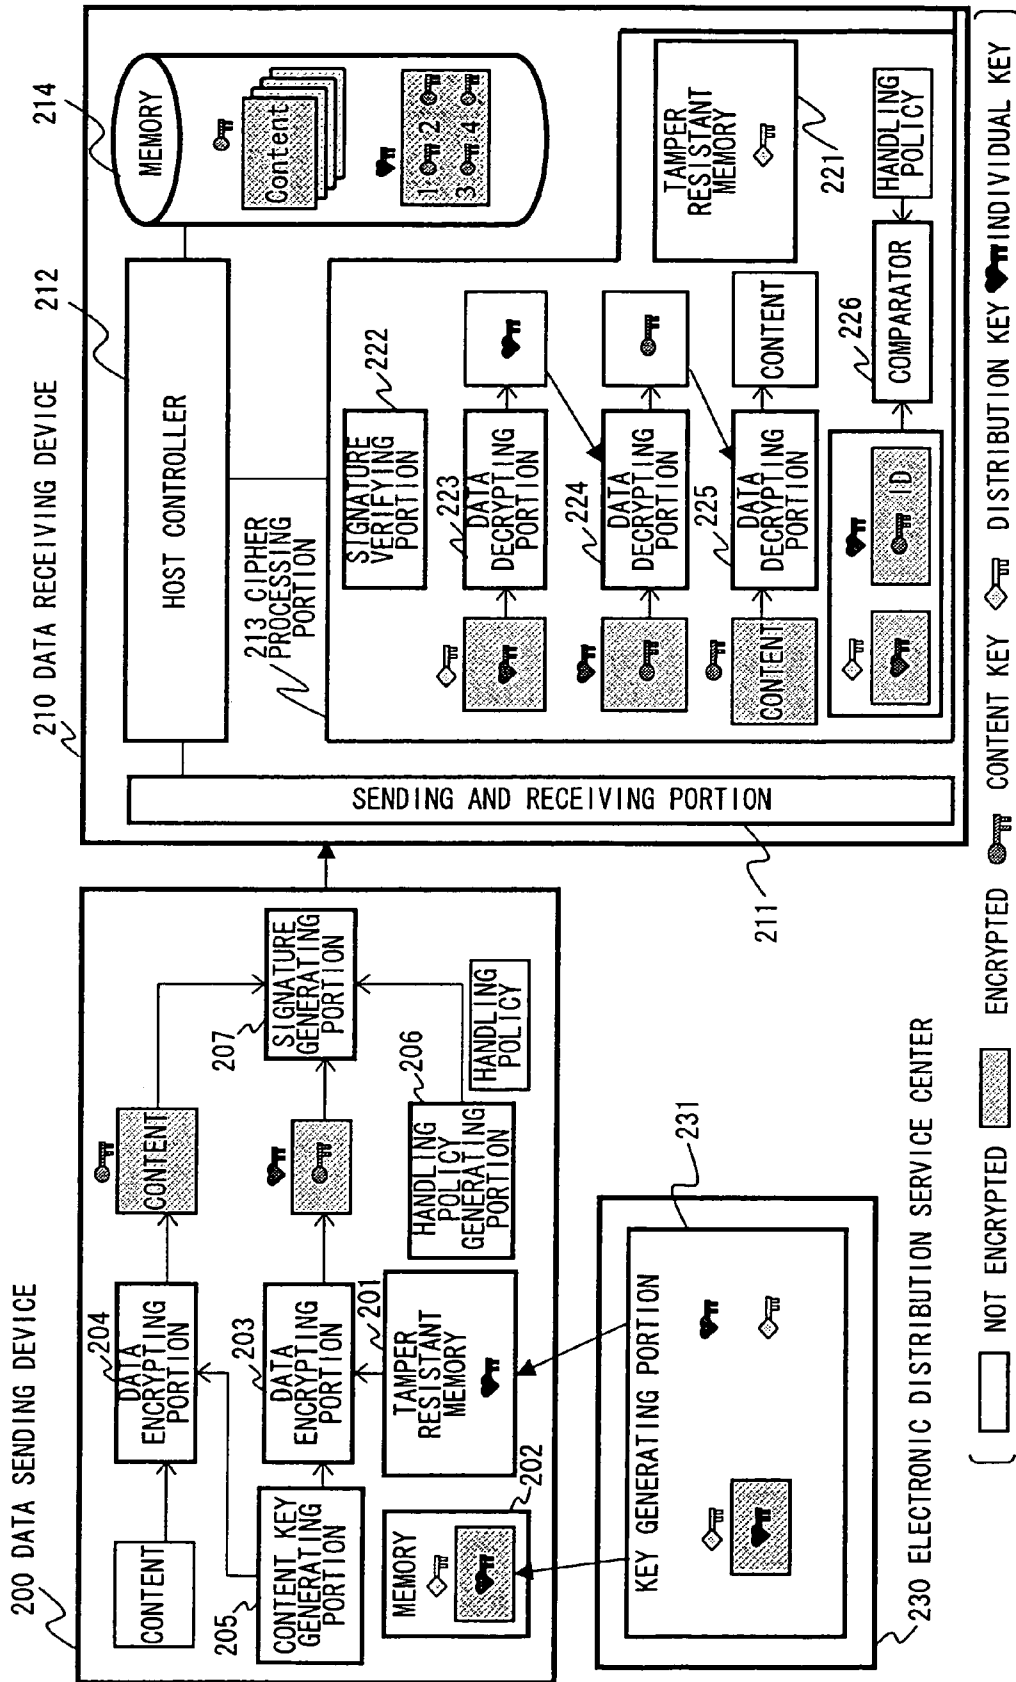 200 DATA SENDING DEVICE
CONTENT
204
DATA
ENCRYPTING
PORTION
CONTENT
205
CONTENT KEY
GENERATING
PORTION
203
DATA
ENCRYPTING
PORTION
207
SIGNATURE
GENERATING
PORTION
MEMORY
202
201
TAMPER
RESISTANT
MEMORY
206
HANDLING
POLICY
GENERATING
PORTION
HANDLING
POLICY
KEY GENERATING PORTION
231
230 ELECTRONIC DISTRIBUTION SERVICE CENTER
210 DATA RECEIVING DEVICE
212
214
HOST CONTROLLER
MEMORY
Content
1 2
3 4
SENDING AND RECEIVING PORTION
211
213 CIPHER
PROCESSING
PORTION
SIGNATURE
VERIFYING
PORTION
222
223
DATA
DECRYPTING
PORTION
224
DATA
DECRYPTING
PORTION
225
CONTENT
DATA
DECRYPTING
PORTION
CONTENT
TAMPER
RESISTANT
MEMORY
221
ID
226
COMPARATOR
HANDLING
POLICY
( NOT ENCRYPTED ENCRYPTED CONTENT KEY DISTRIBUTION KEY INDIVIDUAL KEY )